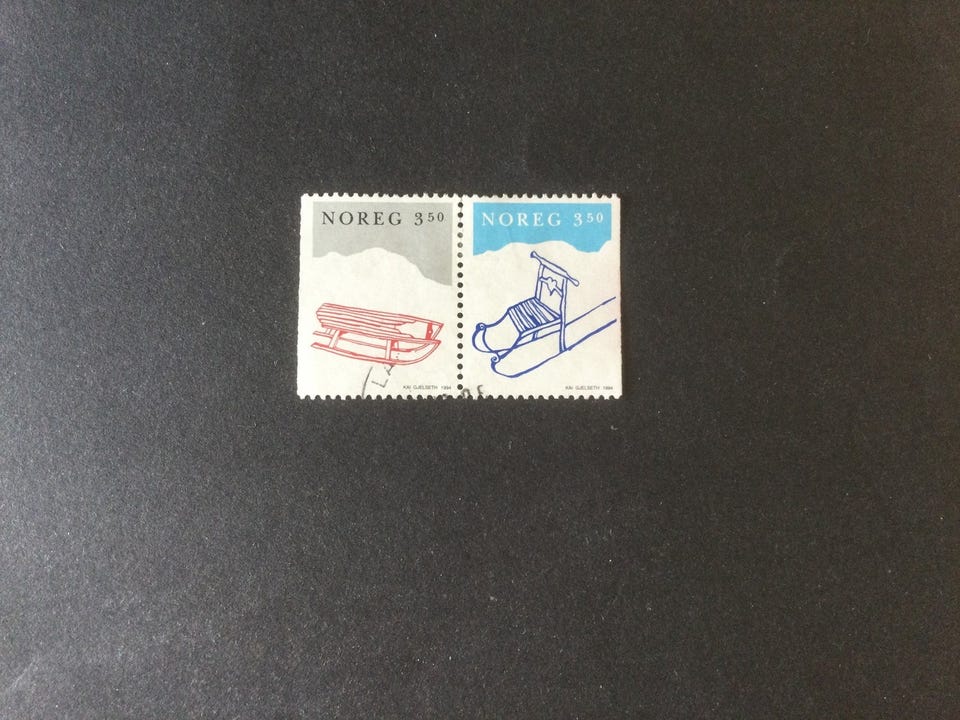 NOREG 3 50
NOREG 3 50
KAI GJELSETH 1994
KAI GJELSETH 1994